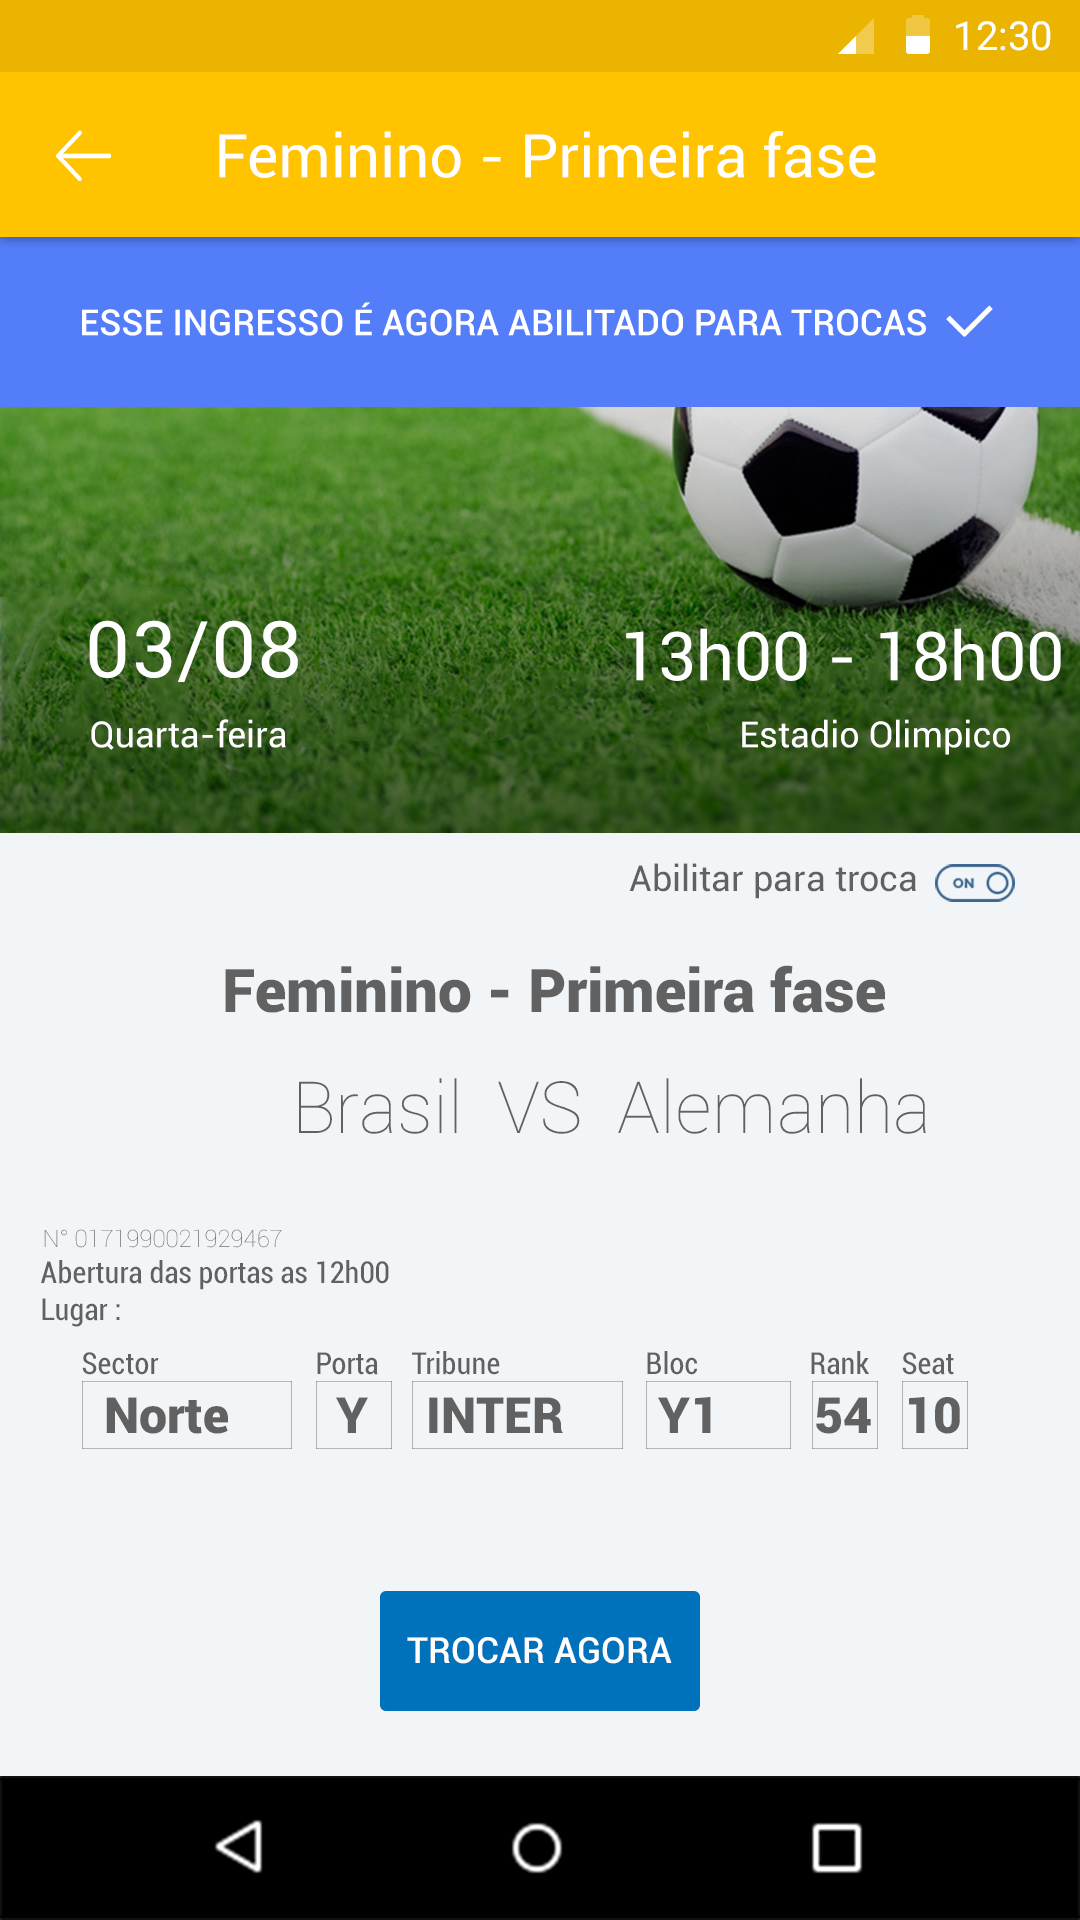 12:30
Feminino - Primeira fase
ESSE INGRESSO É AGORA ABILITADO PARA TROCAS
03/08
13h00 - 18h00
Quarta-feira
Estadio Olimpico
Abilitar para troca
ON
Feminino - Primeira fase
Brasil VS Alemanha
N° 0171990021929467
Abertura das portas as 12h00
Lugar :
Sector Porta Tribune Bloc Rank Seat
Norte Y INTER Y1 54 10
TROCAR AGORA